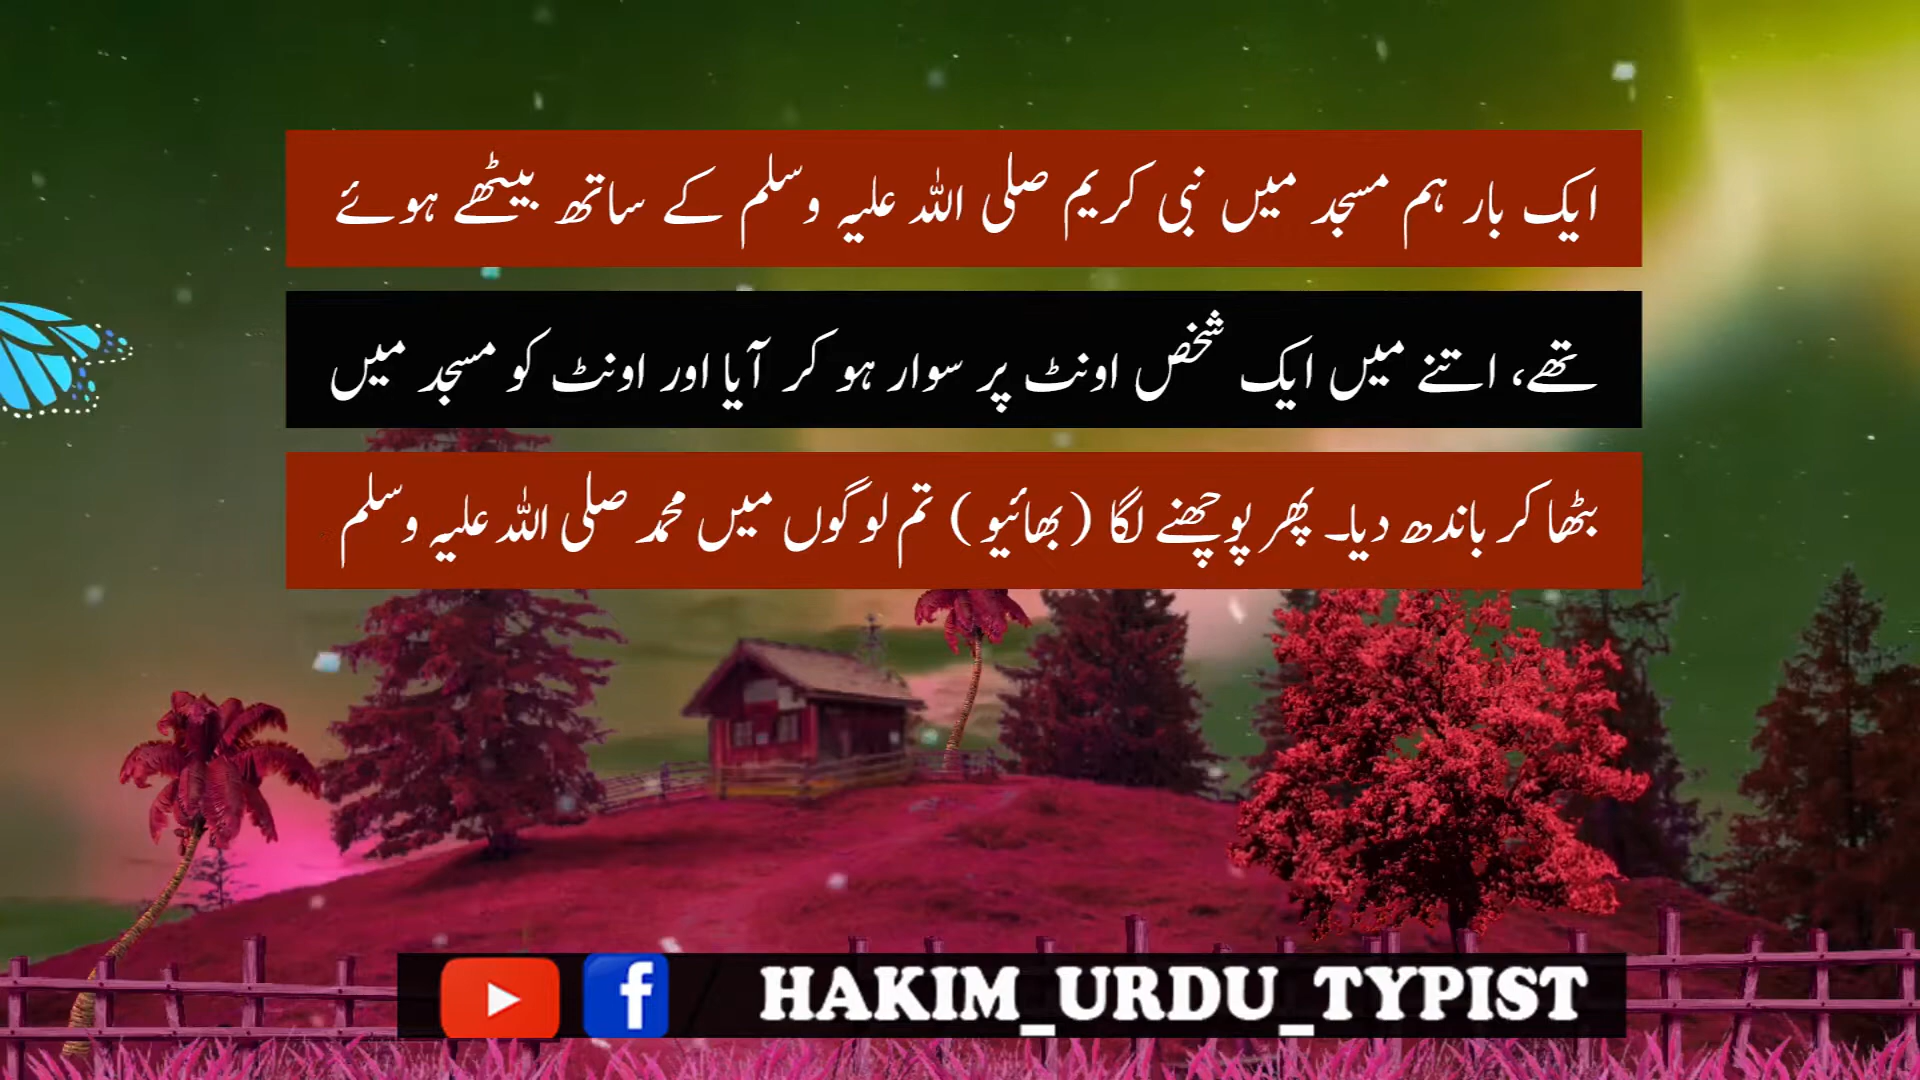 ایک بار ہم مسجد میں نبی کریم صلی اللہ علیہ وسلم کے ساتھ بیٹھے ہوئے
تھے، اتنے میں ایک شخص اونٹ پر سوار ہو کر آیا اور اونٹ کو مسجد میں
بٹھا کر باندھ دیا۔ پھر پوچھنے لگا (بھائیو) تم لوگوں میں محمد صلی اللہ علیہ وسلم
HAKIM_URDU_TYPIST